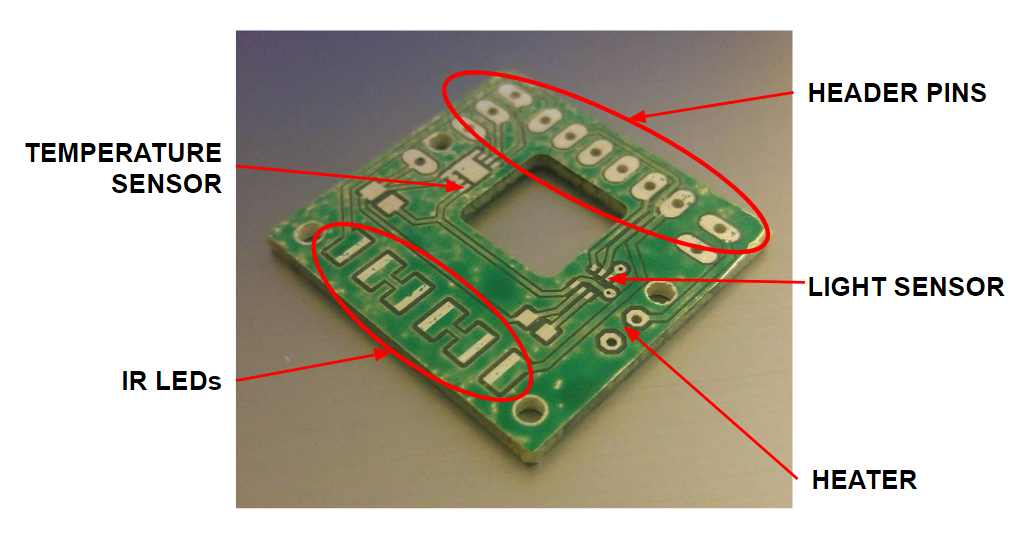 HEADER PINS
TEMPERATURE
SENSOR
LIGHT SENSOR
IR LEDs
HEATER